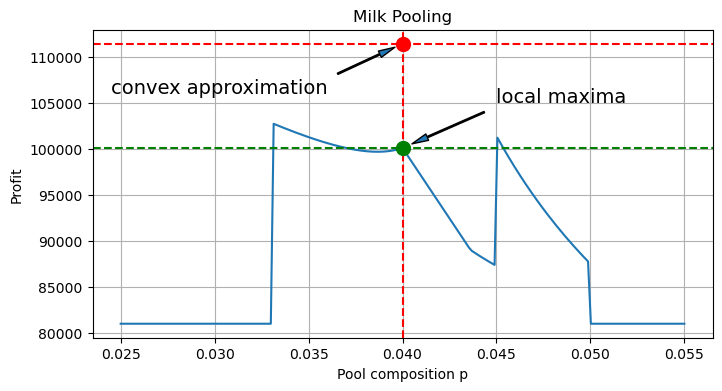 Milk Pooling
110000
105000
100000
95000
90000
85000
80000
Profit
convex approximation
local maxima
0.025 0.030 0.035 0.040 0.045 0.050 0.055
Pool composition p